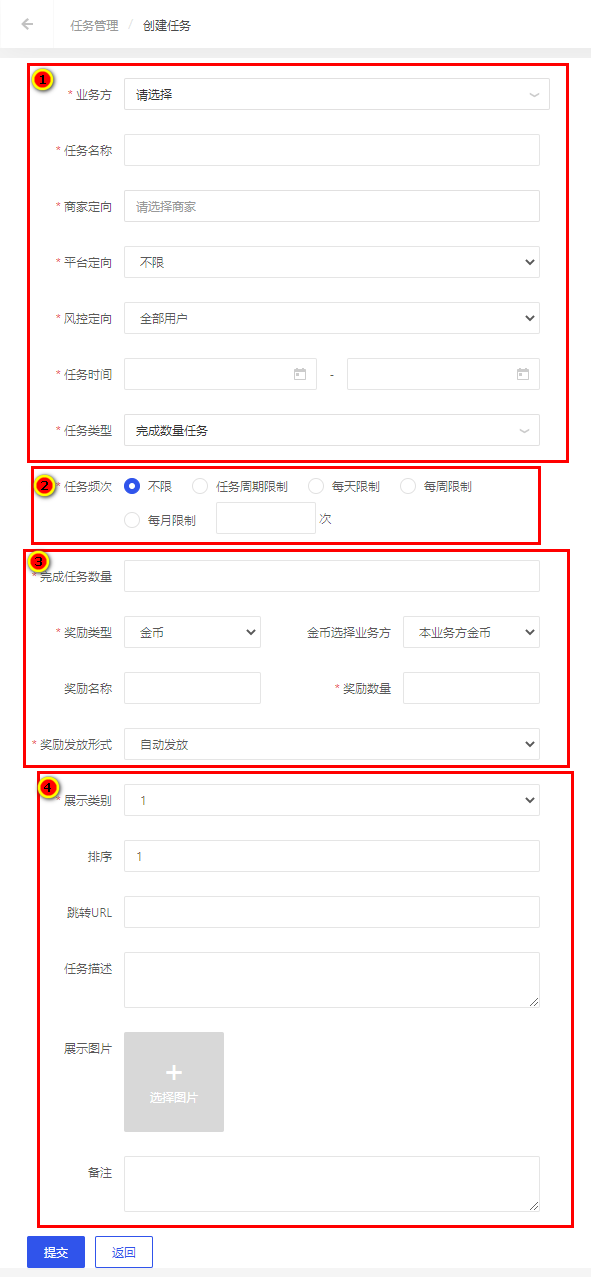 任务管理 / 创建任务
1
* 业务方 请选择
* 任务名称
* 商家定向 请选择商家
* 平台定向 不限
* 风控定向 全部用户
* 任务时间 -
* 任务类型 完成数量任务
2
* 任务频次 不限 任务周期限制 每天限制 每周限制
每月限制 次
3
* 完成任务数量
* 奖励类型 金币 金币选择业务方 本业务方金币
奖励名称 * 奖励数量
* 奖励发放形式 自动发放
4
* 展示类别 1
排序 1
跳转URL
任务描述
展示图片
选择图片
备注
提交 返回